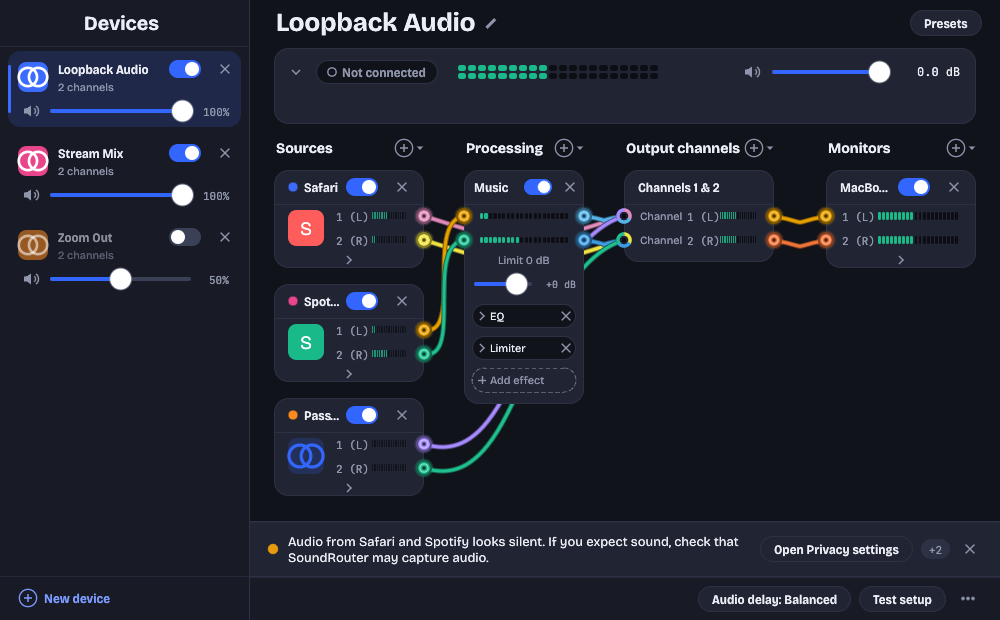 Devices
Loopback Audio
2 channels
100%
Stream Mix
2 channels
100%
Zoom Out
2 channels
50%
New device
Loopback Audio
Presets
Not connected
0.0 dB
Sources
Processing
Output channels
Monitors
Safari
S
1 (L)
2 (R)
Spot...
S
1 (L)
2 (R)
Pass...
1 (L)
2 (R)
Music
Limit 0 dB
+0 dB
EQ
Limiter
+ Add effect
Channels 1 & 2
Channel 1 (L)
Channel 2 (R)
MacBo...
1 (L)
2 (R)
Audio from Safari and Spotify looks silent. If you expect sound, check that
SoundRouter may capture audio.
Open Privacy settings
+2
Audio delay: Balanced
Test setup